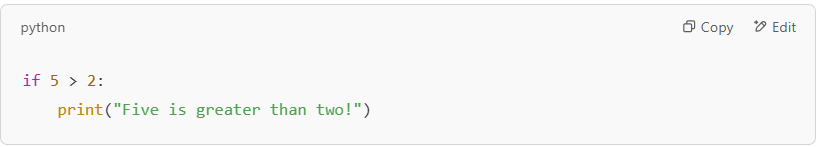 python Copy Edit
if 5 > 2:
    print("Five is greater than two!")